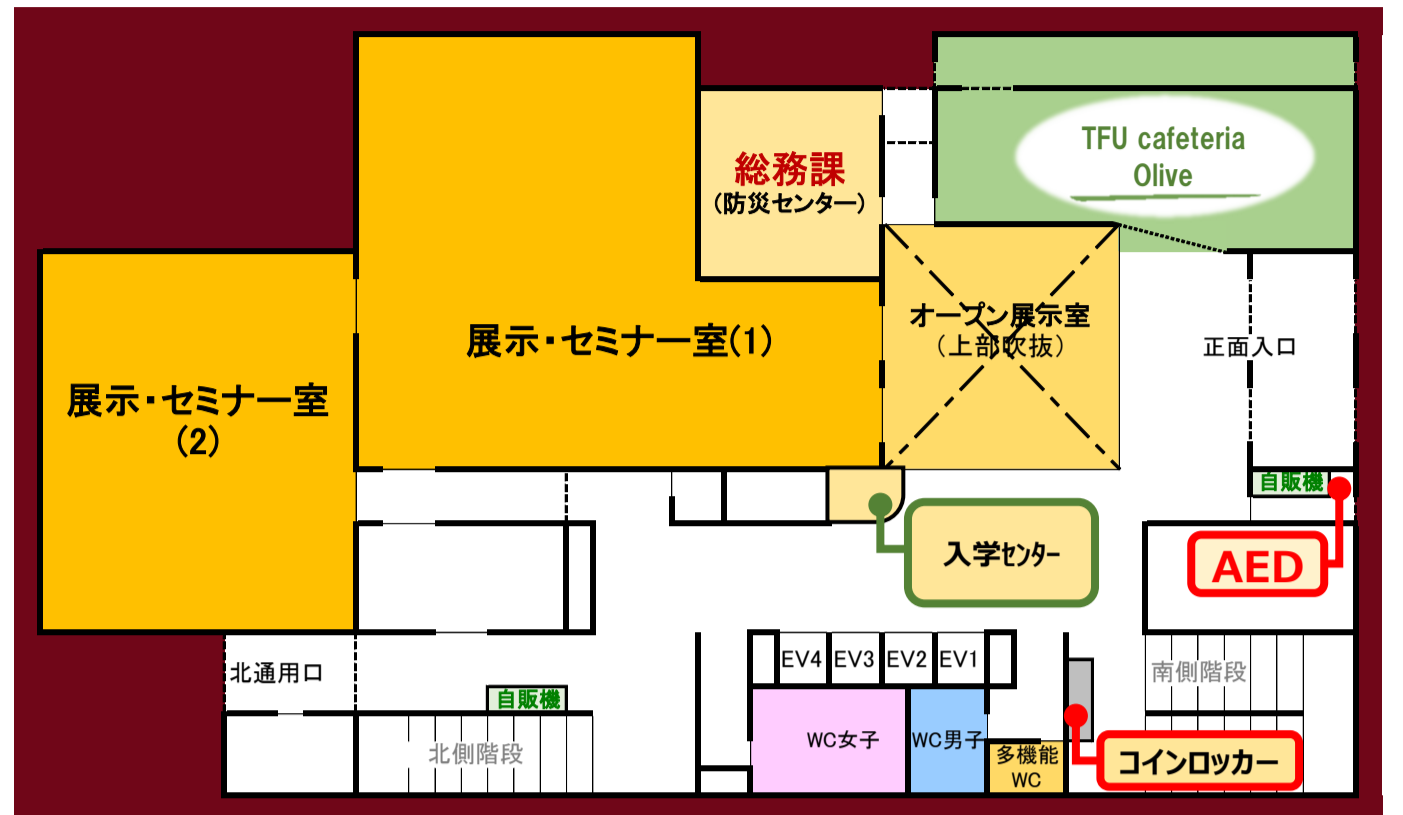 TFU cafeteria
Olive
総務課
(防災センター)
オープン展示室
(上部吹抜)
展示・セミナー室(1)
正面入口
展示・セミナー室
(2)
自販機
入学センター
AED
EV4
EV3
EV2
EV1
北通用口
南側階段
自販機
WC女子
WC男子
北側階段
多機能
WC
コインロッカー